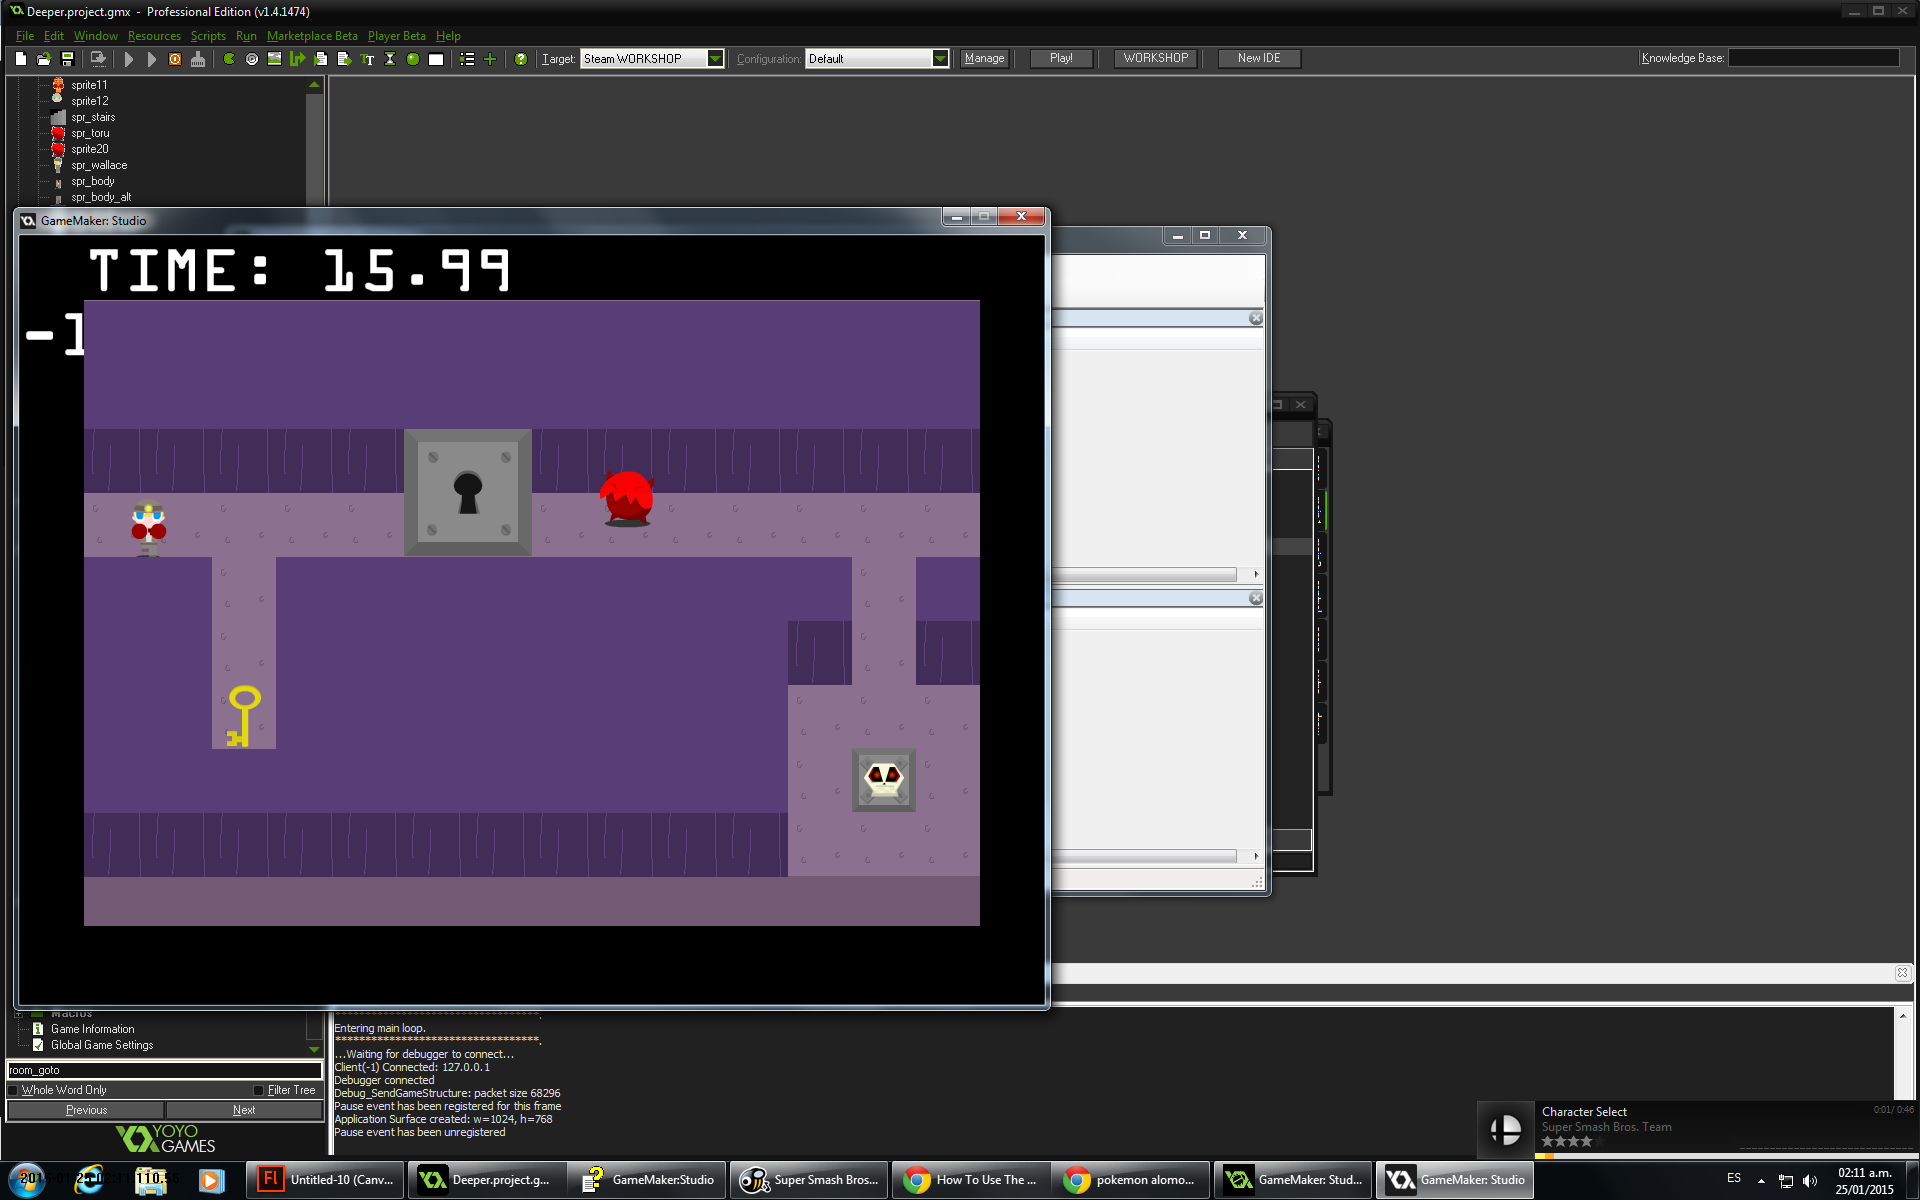 Deeper.project.gmx - Professional Edition (v1.4.1474)
File Edit Window Resources Scripts Run Marketplace Beta Player Beta Help
Target: Steam WORKSHOP Configuration: Default Manage Play! WORKSHOP New IDE Knowledge Base:
sprite11
sprite12
spr_stairs
spr_toru
sprite20
spr_wallace
spr_body
spr_body_alt
GameMaker: Studio
TIME: 15.99
-1
Macros
Game Information
Global Game Settings
room_goto
Whole Word Only Filter Tree
Previous Next
YOYO
GAMES
***********************************.
Entering main loop.
***********************************.
...Waiting for debugger to connect...
Client(-1) Connected: 127.0.0.1
Debugger connected
Debug_SendGameStructure: packet size 68296
Pause event has been registered for this frame
Application Surface created: w=1024, h=768
Pause event has been unregistered
Character Select 0:01/ 0:46
Super Smash Bros. Team
Untitled-10 (Canv...
Deeper.project.g...
GameMaker:Studio
Super Smash Bros...
How To Use The ...
pokemon alomo...
GameMaker: Stud...
GameMaker: Studio
ES
02:11 a.m.
25/01/2015